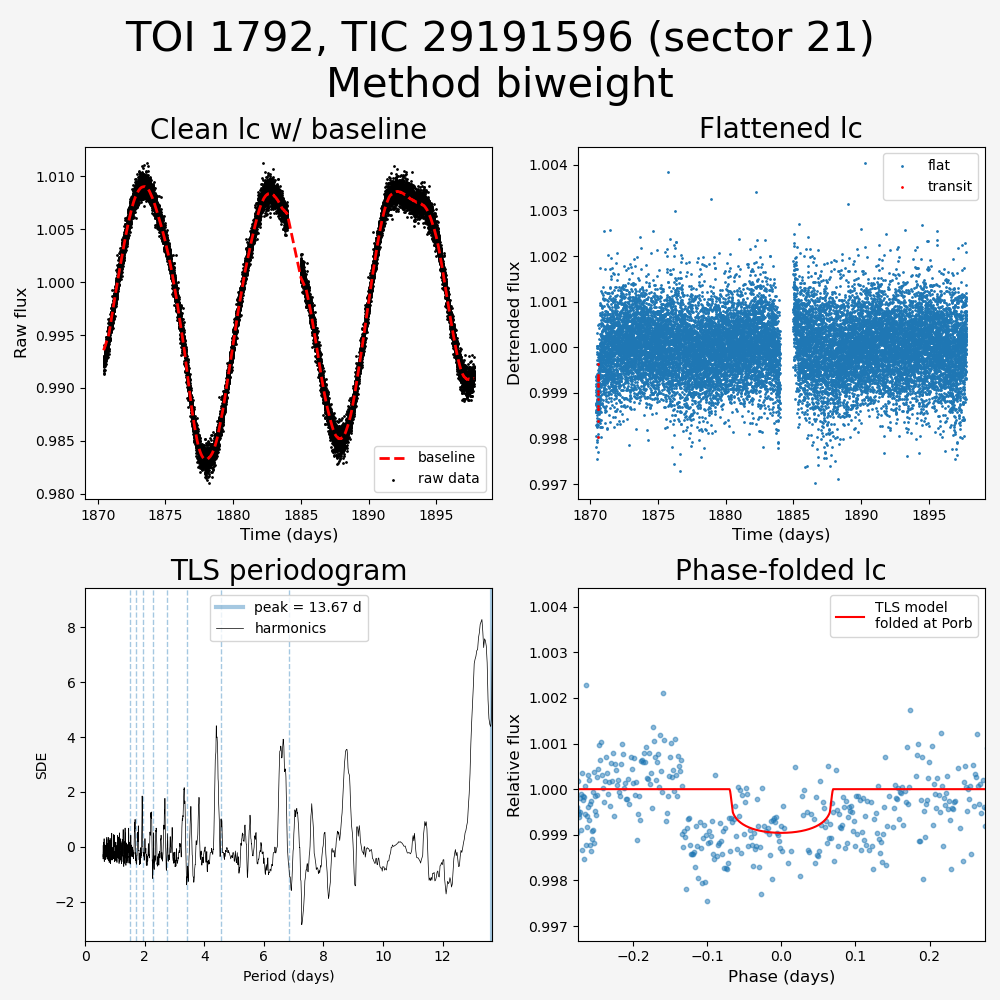 TOI 1792, TIC 29191596 (sector 21)
Method biweight
Clean lc w/ baseline
Raw flux
1.010
1.005
1.000
0.995
0.990
0.985
0.980
baseline
raw data
1870
1875
1880
1885
1890
1895
Time (days)
Flattened lc
Detrended flux
1.004
1.003
1.002
1.001
1.000
0.999
0.998
0.997
flat
transit
1870
1875
1880
1885
1890
1895
Time (days)
TLS periodogram
SDE
8
6
4
2
0
−2
peak = 13.67 d
harmonics
0
2
4
6
8
10
12
Period (days)
Phase-folded lc
Relative flux
1.004
1.003
1.002
1.001
1.000
0.999
0.998
0.997
TLS model
folded at Porb
−0.2
−0.1
0.0
0.1
0.2
Phase (days)